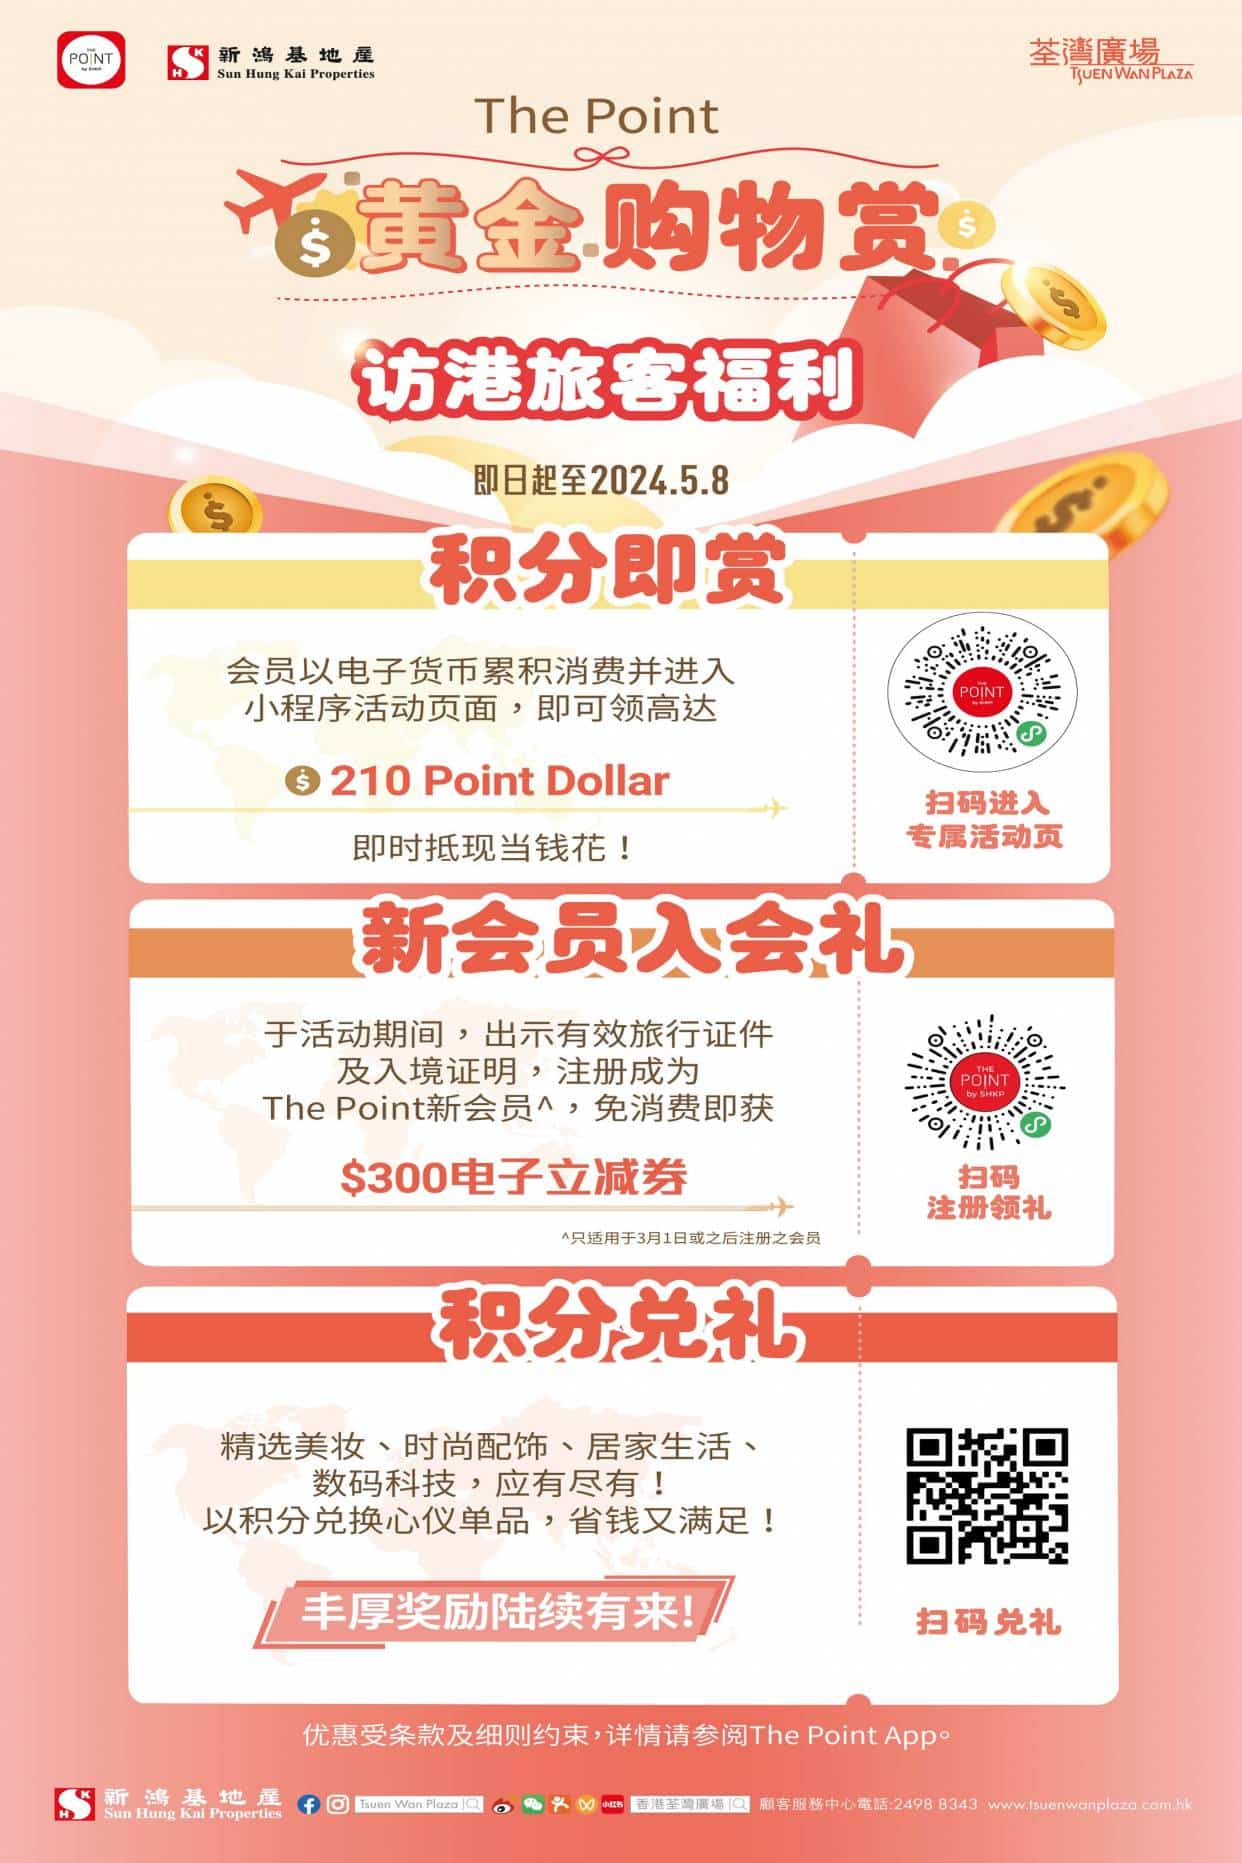 THE
POINT
by SHKP
新鴻基地產
Sun Hung Kai Properties
荃灣廣場
TSUEN WAN PLAZA
The Point
黄金购物赏
访港旅客福利
即日起至2024.5.8
积分即赏
会员以电子货币累积消费并进入
小程序活动页面，即可领高达
210 Point Dollar
即时抵现当钱花！
THE
POINT
by SHKP
扫码进入
专属活动页
新会员入会礼
于活动期间，出示有效旅行证件
及入境证明，注册成为
The Point新会员^，免消费即获
$300电子立减券
^只适用于3月1日或之后注册之会员
THE
POINT
by SHKP
扫码
注册领礼
积分兑礼
精选美妆、时尚配饰、居家生活、
数码科技，应有尽有！
以积分兑换心仪单品，省钱又满足！
丰厚奖励陆续有来!
扫码兑礼
优惠受条款及细则约束，详情请参阅The Point App。
新鴻基地產
Sun Hung Kai Properties
Tsuen Wan Plaza
小红书
香港荃灣廣場
顧客服務中心電話:2498 8343 www.tsuenwanplaza.com.hk